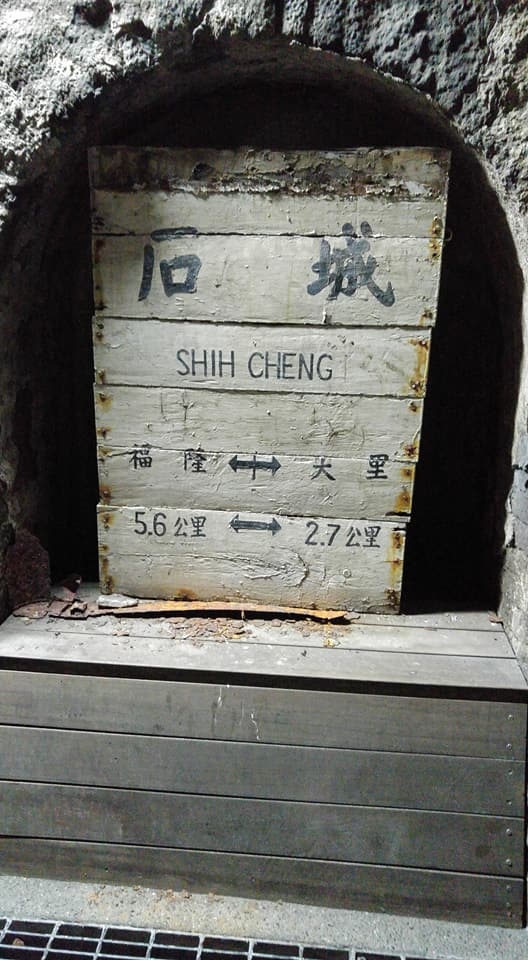 石 城
SHIH CHENG
福 隆 ↔ 大 里
5.6公里 ↔ 2.7公里